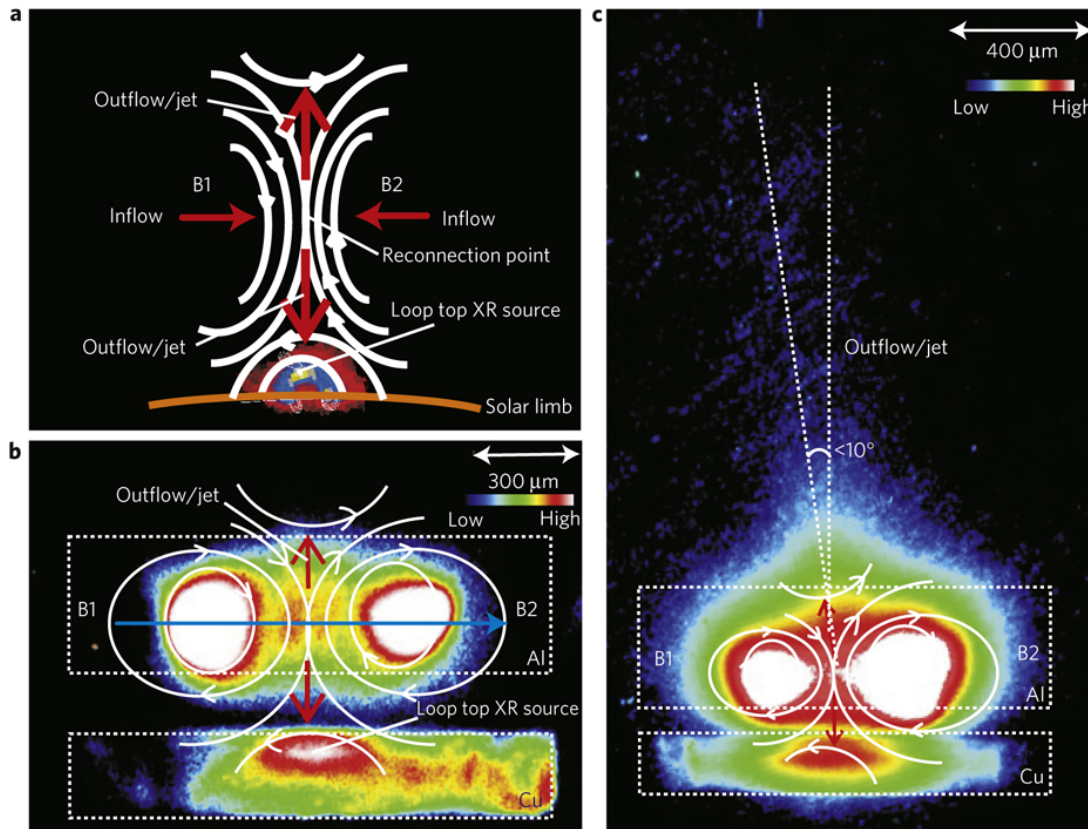 a
Outflow/jet
B1
B2
Inflow
Inflow
Reconnection point
Loop top XR source
Outflow/jet
Solar limb
b
300 µm
Outflow/jet
Low
High
B1
B2
Al
Loop top XR source
Cu
c
400 µm
Low
High
Outflow/jet
<10°
B1
B2
Al
Cu